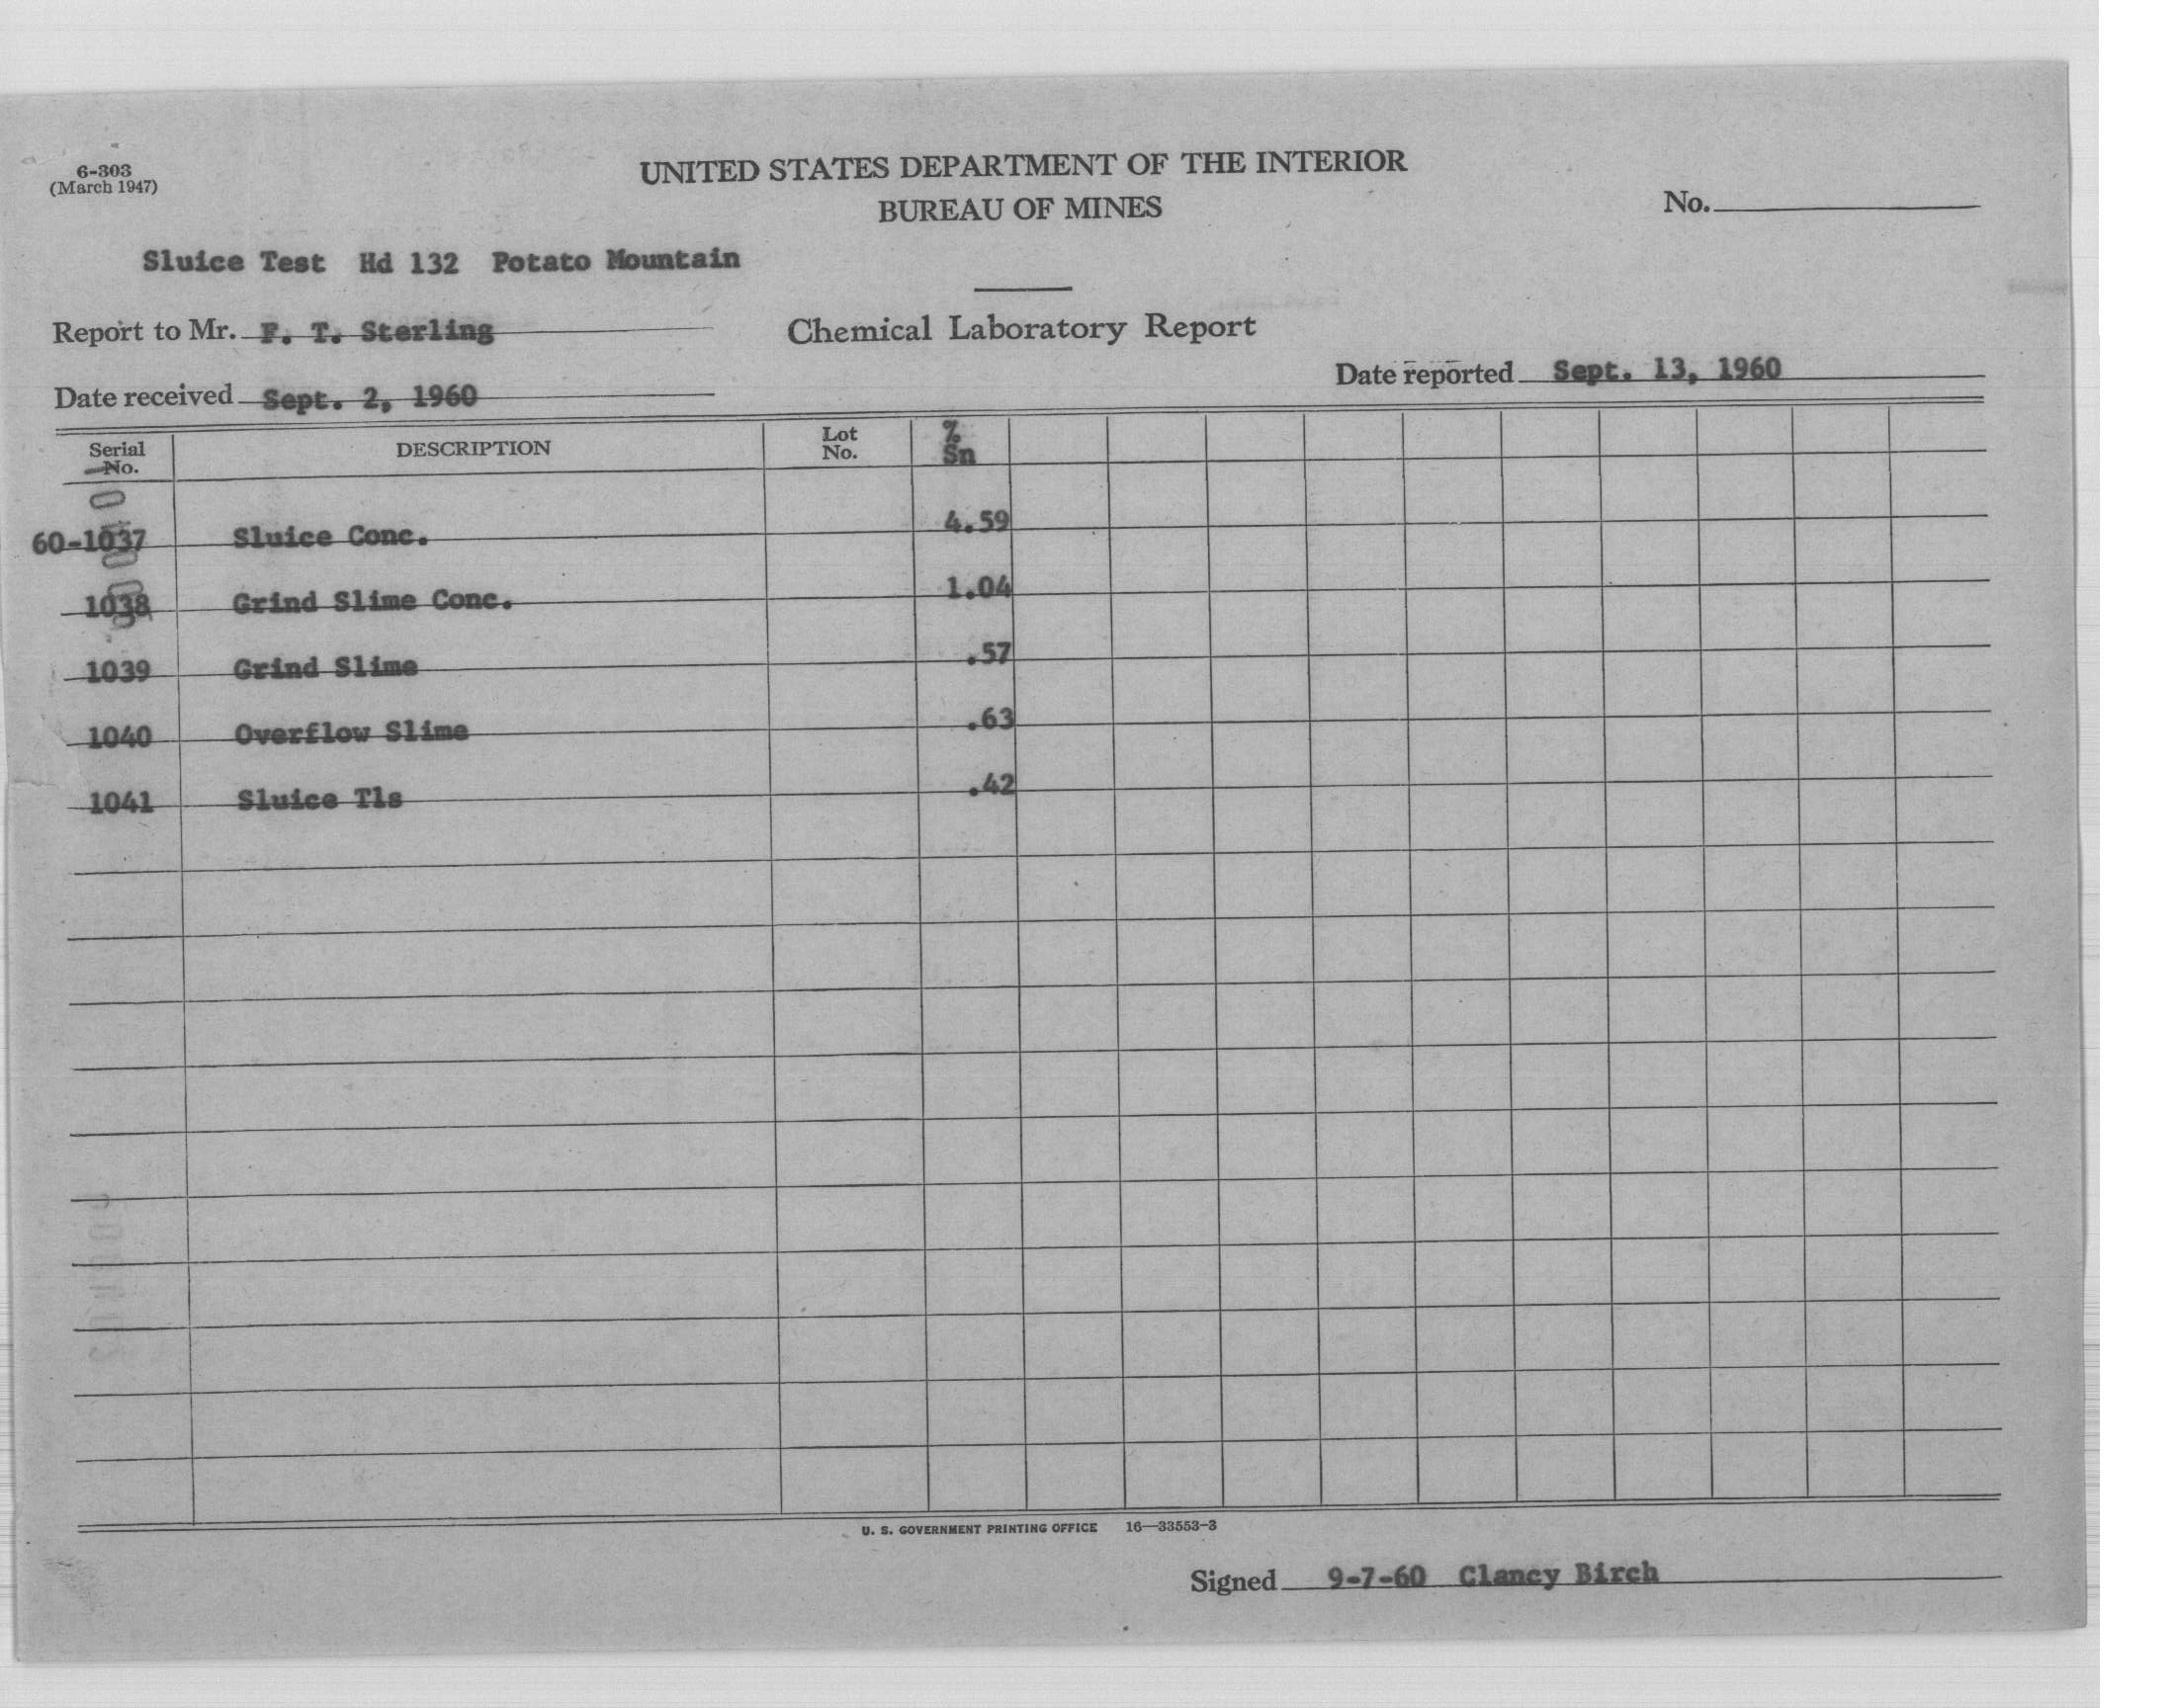 6-303
(March 1947)
UNITED STATES DEPARTMENT OF THE INTERIOR
BUREAU OF MINES
No.
Sluice Test Hd 132 Potato Mountain
Report to Mr. F. T. Sterling
Chemical Laboratory Report
Date received Sept. 2, 1960
Date reported Sept. 13, 1960
Serial No. DESCRIPTION Lot No. % Sn
60-1037 Sluice Conc. 4.59
1038 Grind Slime Conc. 1.04
1039 Grind Slime .57
1040 Overflow Slime .63
1041 Sluice Tls .42
U. S. GOVERNMENT PRINTING OFFICE 16—33553-3
Signed 9-7-60 Clancy Birch